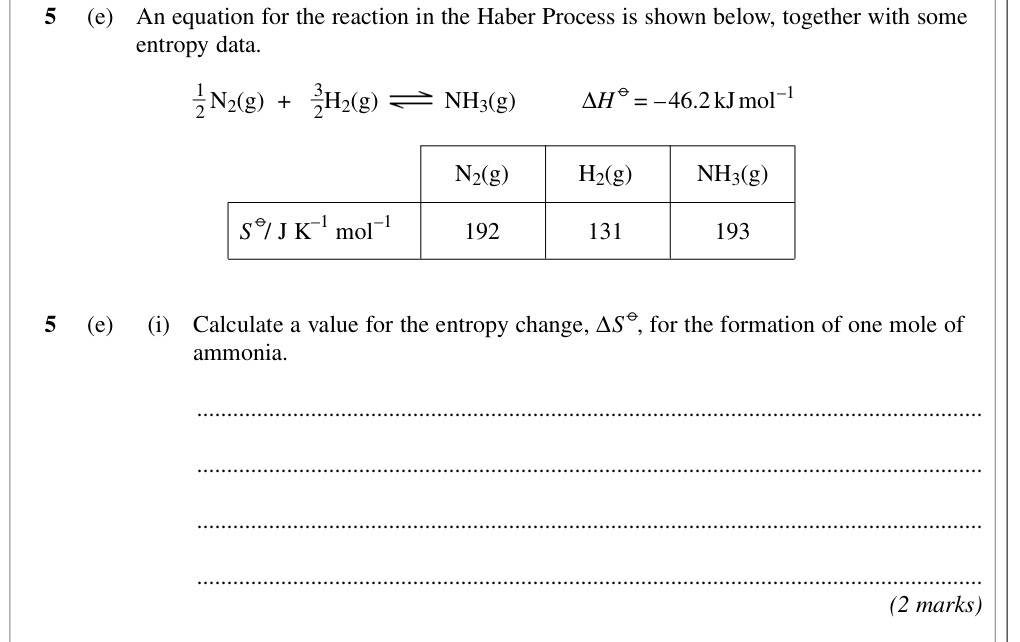 5 (e) An equation for the reaction in the Haber Process is shown below, together with some
entropy data.
½N₂(g) + 3/2H₂(g) ⇌ NH₃(g) ΔH⦵ = –46.2 kJ mol⁻¹
N₂(g) H₂(g) NH₃(g)
S⦵/ J K⁻¹ mol⁻¹ 192 131 193
5 (e) (i) Calculate a value for the entropy change, ΔS⦵, for the formation of one mole of
ammonia.
(2 marks)